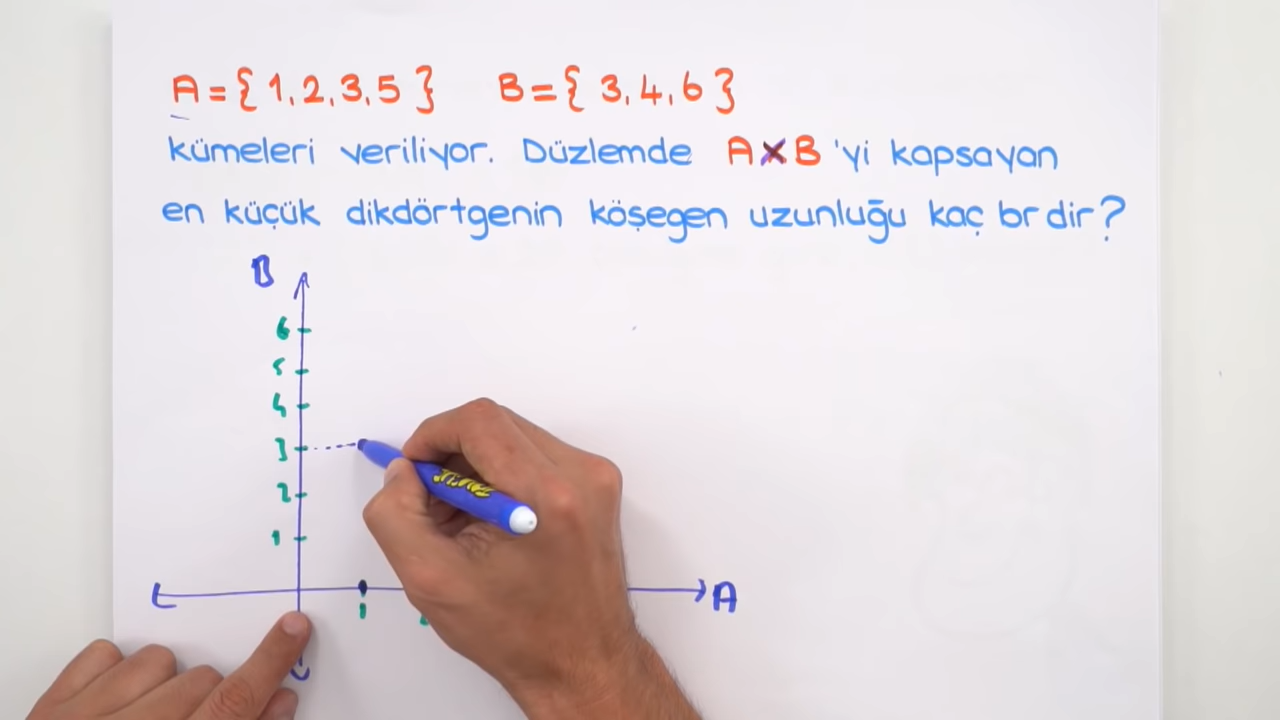 A = { 1, 2, 3, 5 } B = { 3, 4, 6 }
kümeleri veriliyor. Düzlemde A x B 'yi kapsayan
en küçük dikdörtgenin köşegen uzunluğu kaç br dir?
B
6
5
4
3
2
1
A
1